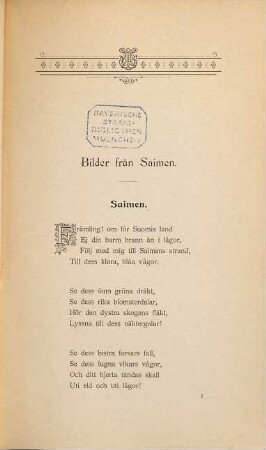 BAYERISCHE
STAATS-
BIBLIOTHEK
MUENCHEN
Bilder från Saimen.
Saimen.
Främling! om för Suomis land
Ej din barm brann än i lågor,
Följ med mig till Saimens strand,
Till dess klara, blåa vågor.
Se dess öars gröna dräkt,
Se dess rika blomsterdalar,
Hör den dystra skogens fläkt,
Lyssna till dess näktergalar!
Se dess bistra forsars fall,
Se dess lugna vikars vågor,
Och ditt hjerta tändas skall
Uti eld och uti lågor!
1